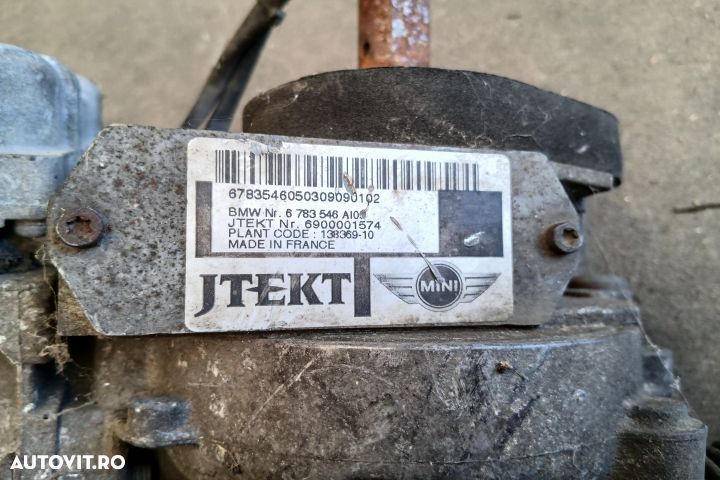 6783546050309090102
BMW Nr. 6 783 546 AI02
JTEKT Nr. 6900001574
PLANT CODE : 138369-10
MADE IN FRANCE
JTEKT
MINI
AUTOVIT.RO